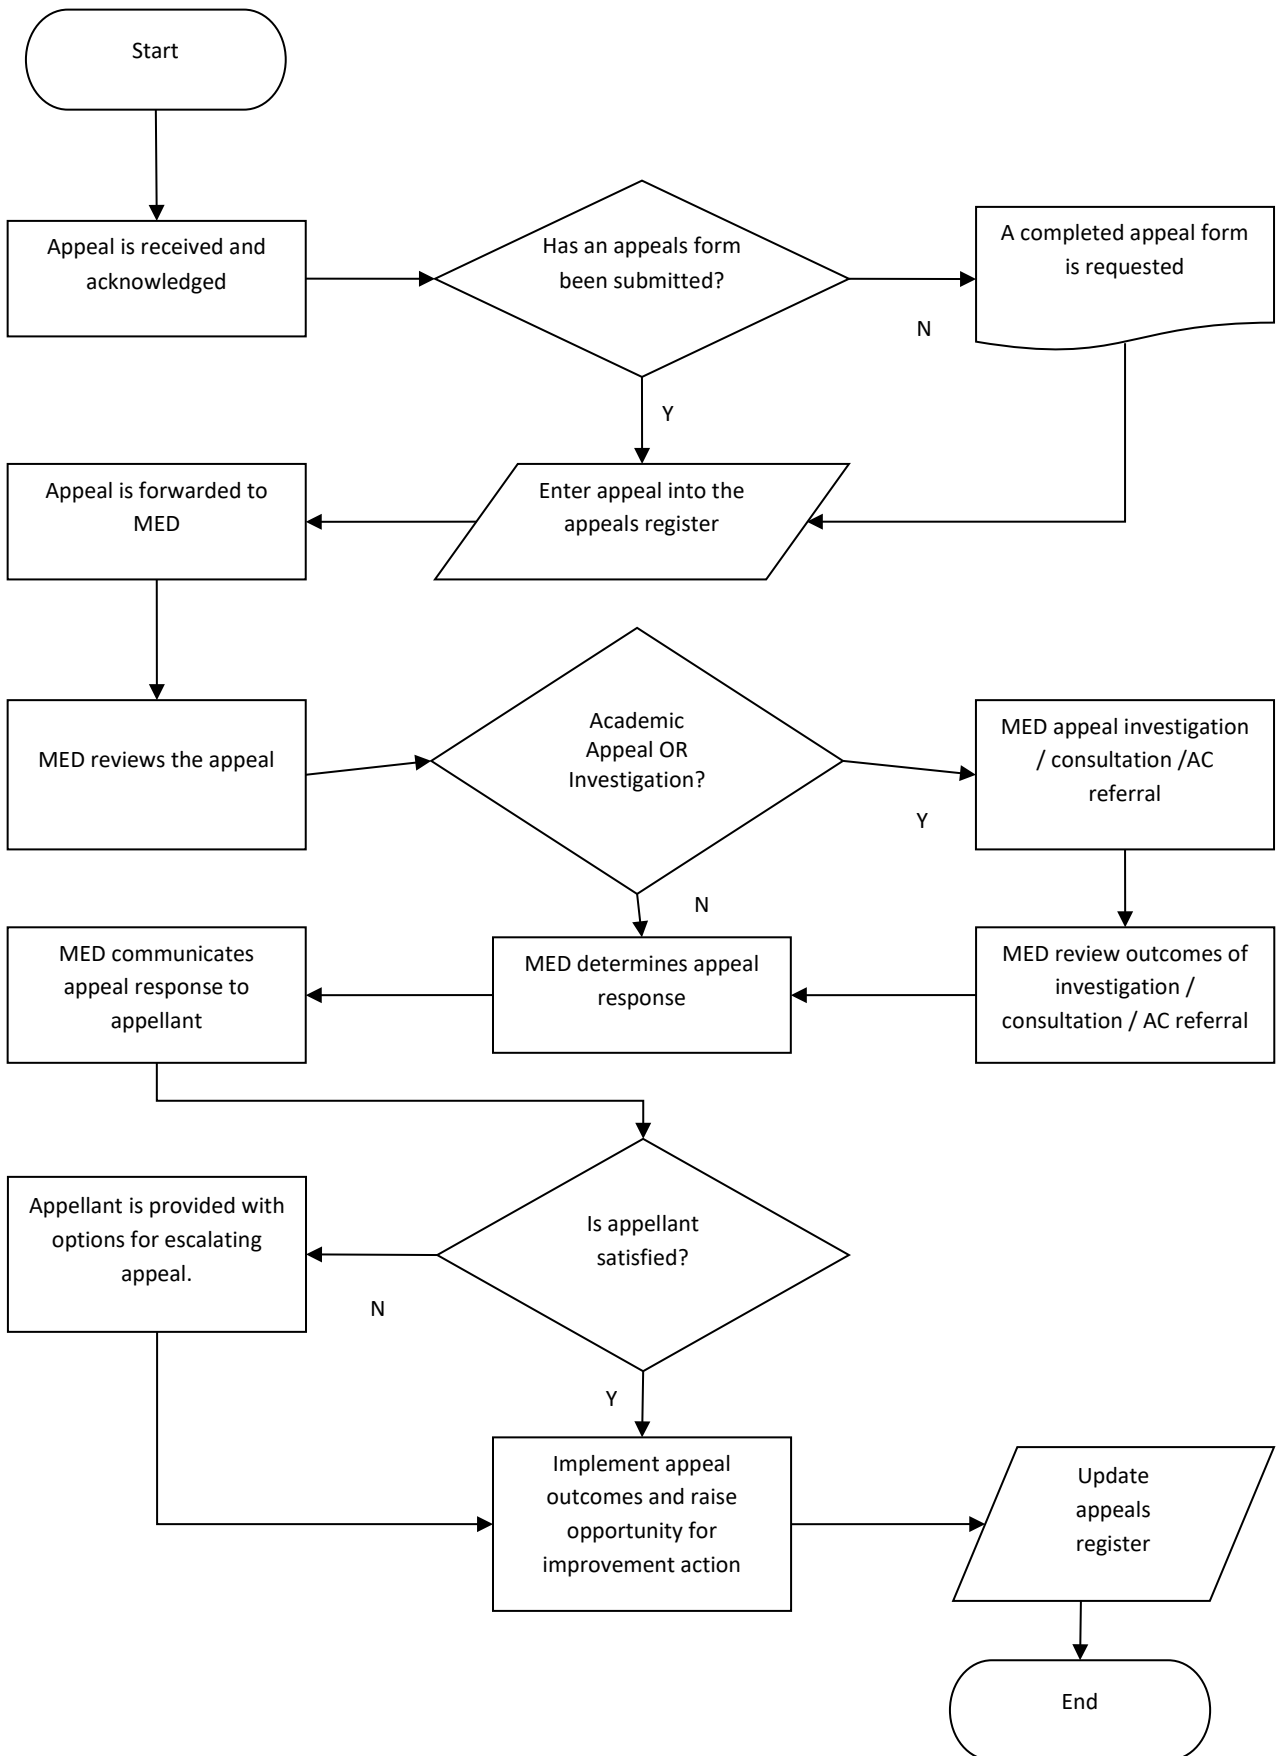 Start
Appeal is received and
acknowledged
Has an appeals form
been submitted?
N
A completed appeal form
is requested
Y
Appeal is forwarded to
MED
Enter appeal into the
appeals register
MED reviews the appeal
Academic
Appeal OR
Investigation?
Y
MED appeal investigation
/ consultation /AC
referral
N
MED communicates
appeal response to
appellant
MED determines appeal
response
MED review outcomes of
investigation /
consultation / AC referral
Appellant is provided with
options for escalating
appeal.
N
Is appellant
satisfied?
Y
Implement appeal
outcomes and raise
opportunity for
improvement action
Update
appeals
register
End